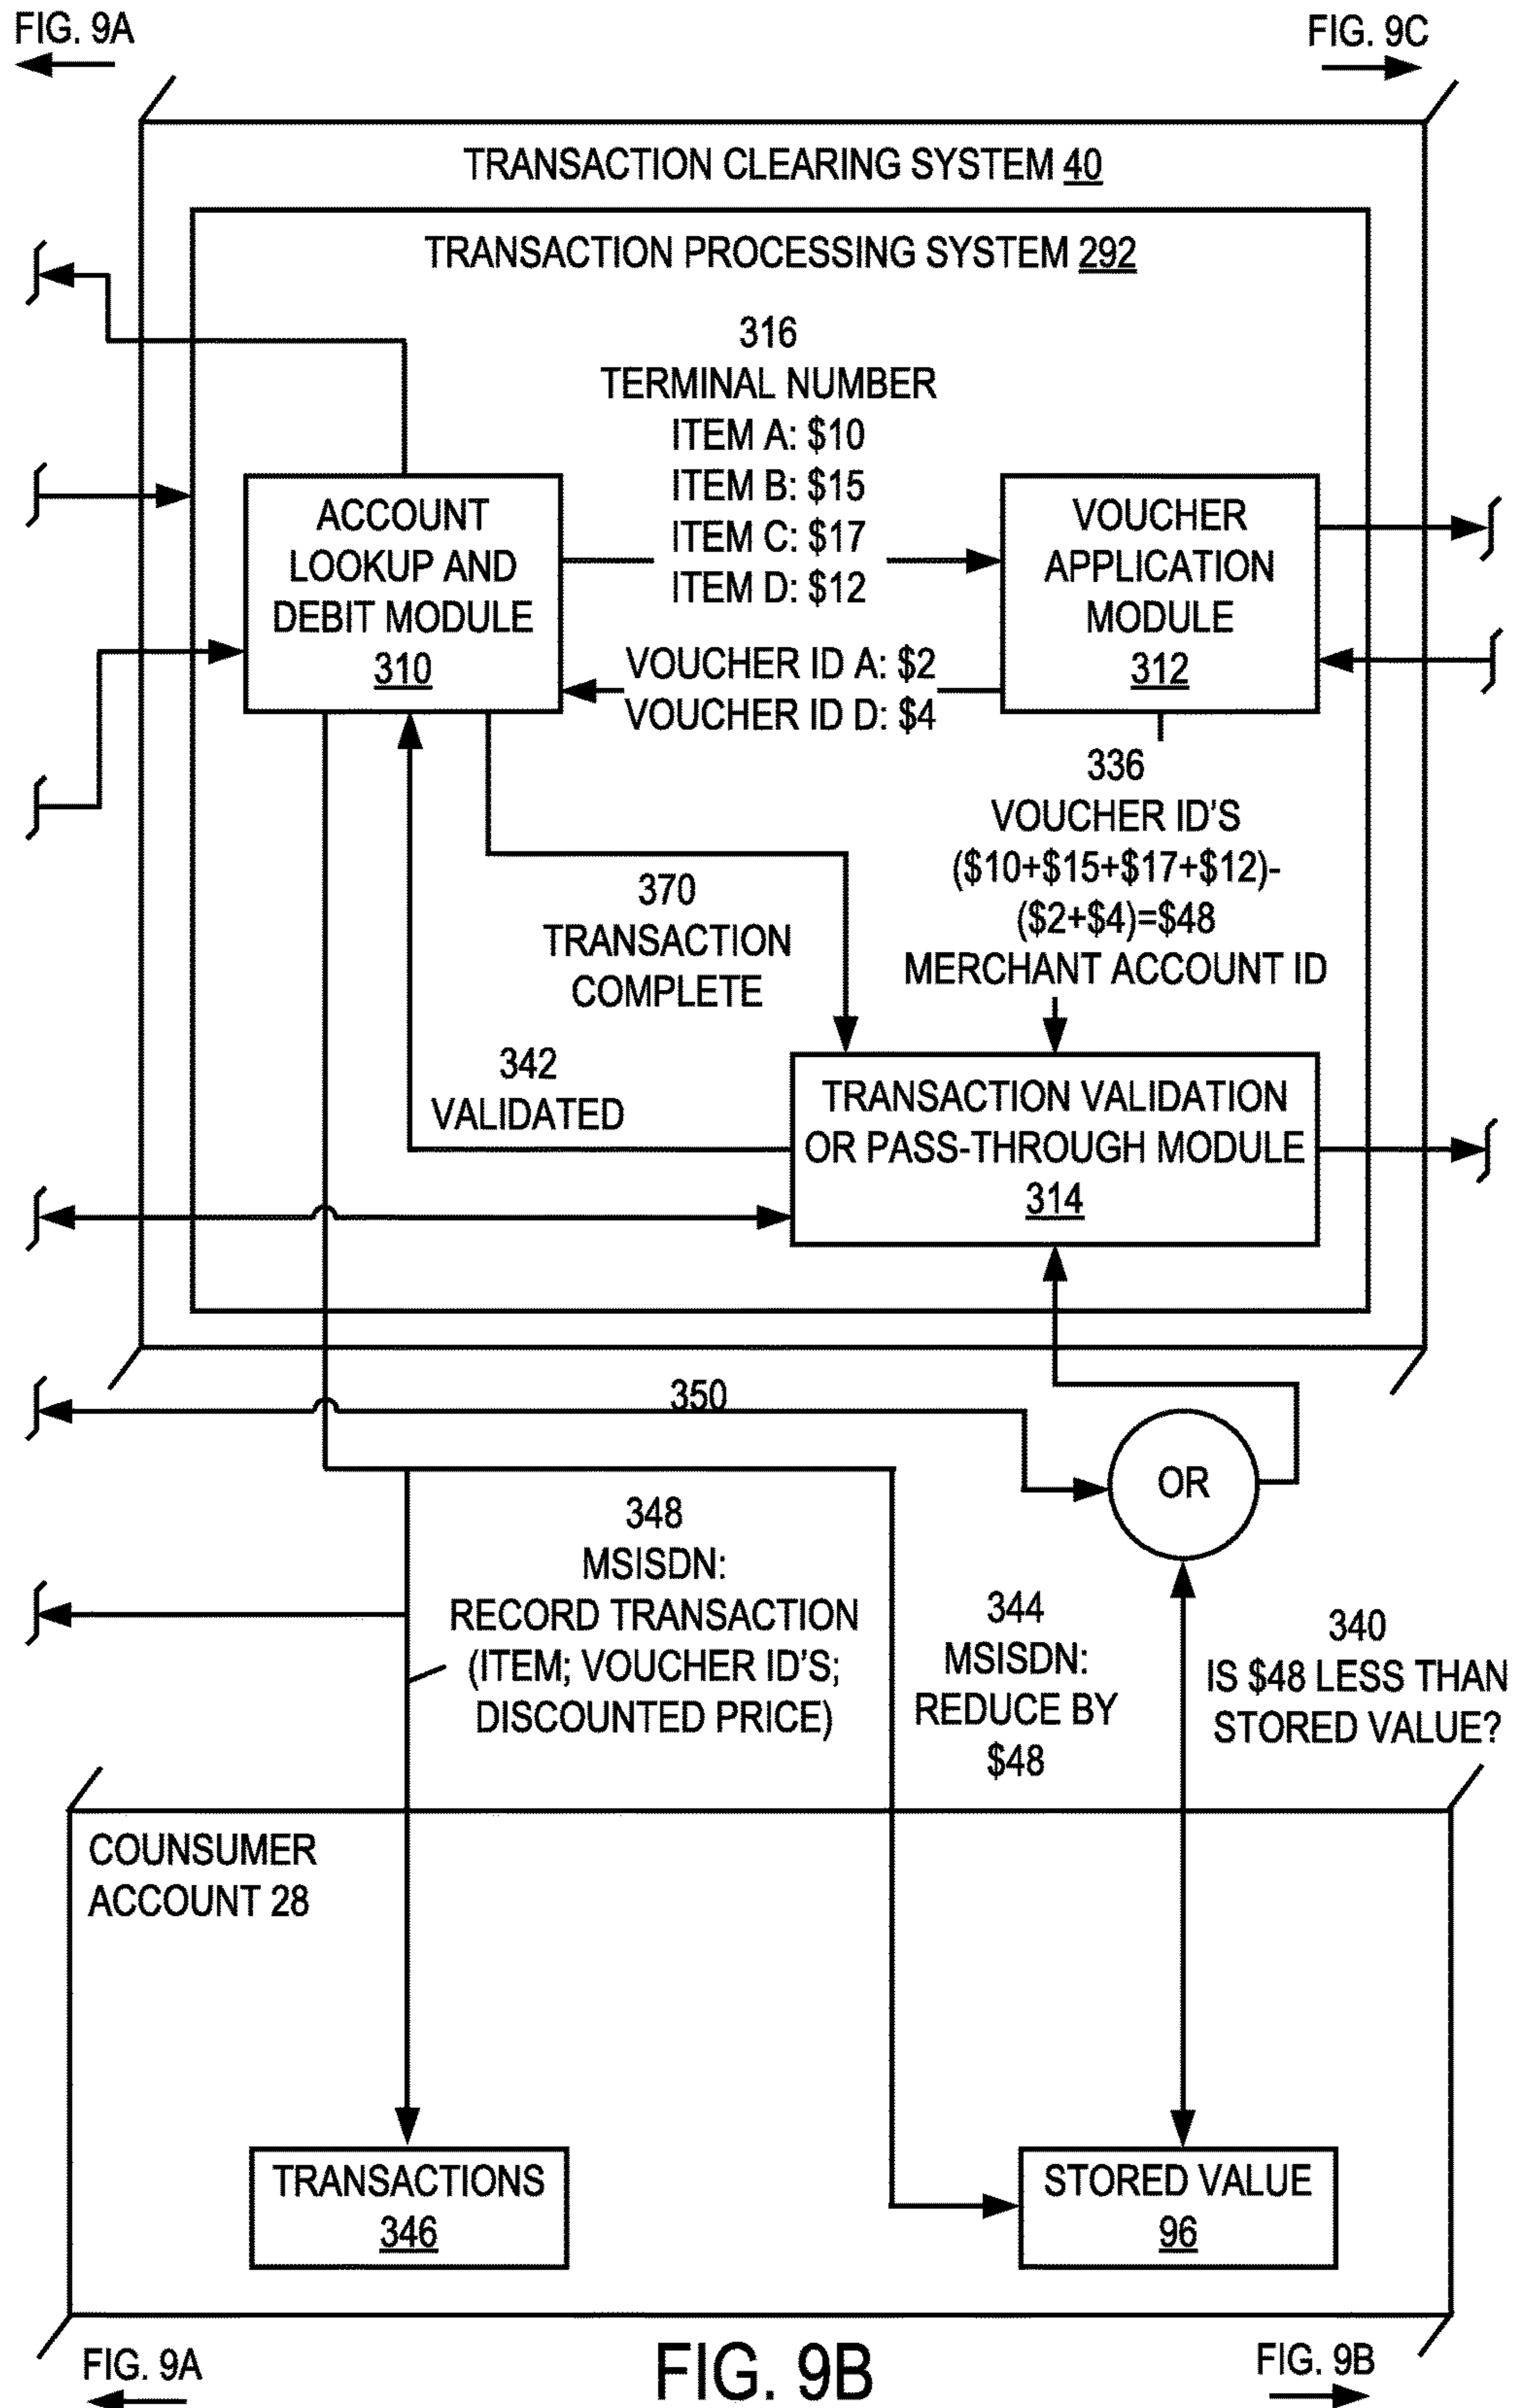 FIG. 9A
FIG. 9C
TRANSACTION CLEARING SYSTEM 40
TRANSACTION PROCESSING SYSTEM 292
316
TERMINAL NUMBER
ITEM A: $10
ITEM B: $15
ITEM C: $17
ITEM D: $12
ACCOUNT
LOOKUP AND
DEBIT MODULE
310
VOUCHER
APPLICATION
MODULE
312
VOUCHER ID A: $2
VOUCHER ID D: $4
336
VOUCHER ID'S
($10+$15+$17+$12)-
($2+$4)=$48
MERCHANT ACCOUNT ID
370
TRANSACTION
COMPLETE
342
VALIDATED
TRANSACTION VALIDATION
OR PASS-THROUGH MODULE
314
350
OR
348
MSISDN:
RECORD TRANSACTION
(ITEM; VOUCHER ID'S;
DISCOUNTED PRICE)
344
MSISDN:
REDUCE BY
$48
340
IS $48 LESS THAN
STORED VALUE?
COUNSUMER
ACCOUNT 28
TRANSACTIONS
346
STORED VALUE
96
FIG. 9A
FIG. 9B
FIG. 9B